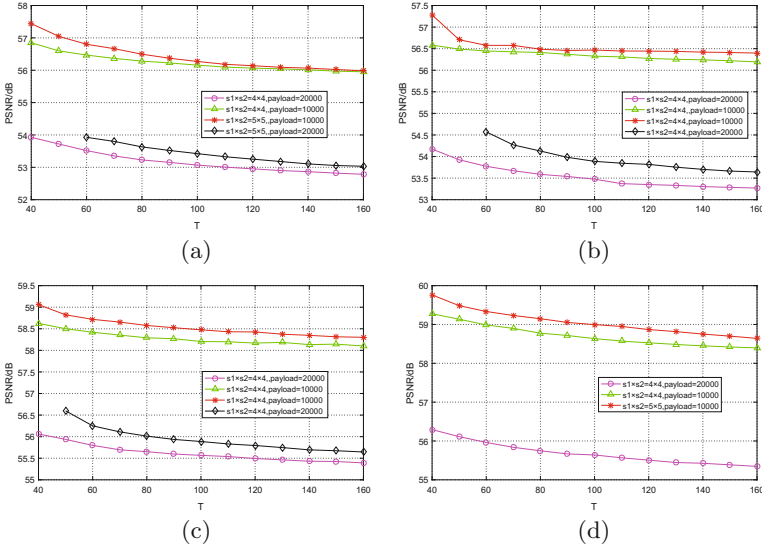 58
57
56
55
54
53
52
PSNR/dB
s1×s2=4×4,,payload=20000
s1×s2=4×4,,payload=10000
s1×s2=5×5,,payload=10000
s1×s2=5×5,,payload=20000
40 60 80 100 120 140 160
T
(a)
57.5
57
56.5
56
55.5
55
54.5
54
53.5
53
PSNR/dB
s1×s2=4×4,payload=20000
s1×s2=4×4,payload=10000
s1×s2=4×4,payload=10000
s1×s2=4×4,payload=20000
40 60 80 100 120 140 160
T
(b)
59.5
59
58.5
58
57.5
57
56.5
56
55.5
55
PSNR/dB
s1×s2=4×4,payload=20000
s1×s2=4×4,payload=10000
s1×s2=4×4,payload=10000
s1×s2=4×4,payload=20000
40 60 80 100 120 140 160
T
(c)
60
59
58
57
56
55
PSNR/dB
s1×s2=4×4,payload=20000
s1×s2=4×4,payload=10000
s1×s2=5×5,payload=10000
40 60 80 100 120 140 160
T
(d)